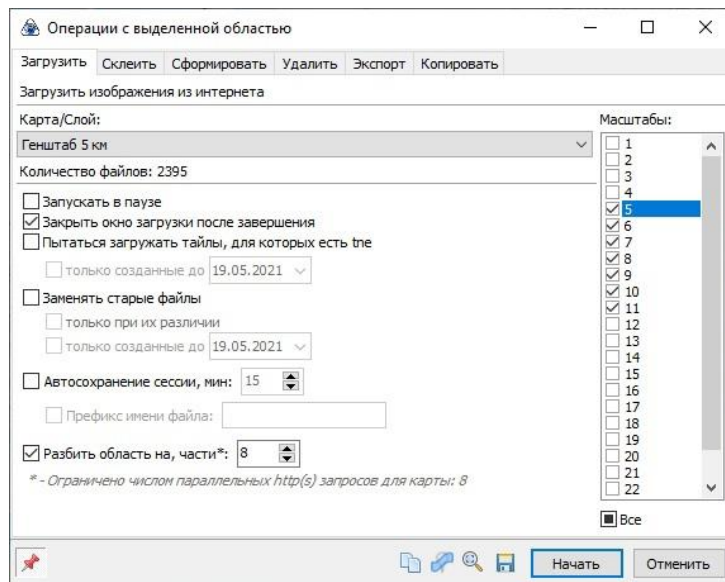 Операции с выделенной областью
Загрузить Склеить Сформировать Удалить Экспорт Копировать
Загрузить изображения из интернета
Карта/Слой:
Генштаб 5 км
Количество файлов: 2395
Запускать в паузе
Закрыть окно загрузки после завершения
Пытаться загружать тайлы, для которых есть tne
только созданные до 19.05.2021
Заменять старые файлы
только при их различии
только созданные до 19.05.2021
Автосохранение сессии, мин: 15
Префикс имени файла:
Разбить область на, части*: 8
* - Ограничено числом параллельных http(s) запросов для карты: 8
Масштабы:
1
2
3
4
5
6
7
8
9
10
11
12
13
14
15
16
17
18
19
20
21
22
Все
Начать Отменить